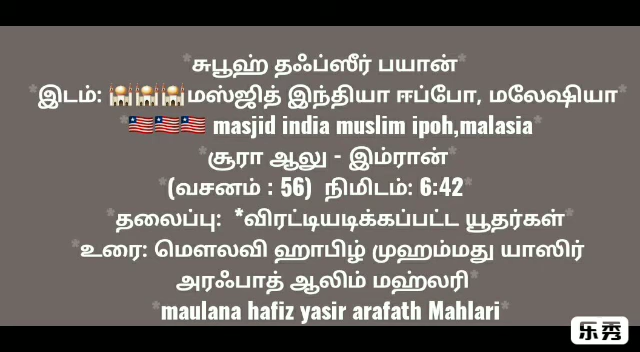 *சுபூஹ் தஃப்ஸீர் பயான்*
*இடம்: 🕌🕌🕌மஸ்ஜித் இந்தியா ஈப்போ, மலேஷியா*
*🇱🇷🇱🇷🇱🇷 masjid india muslim ipoh,malasia*
*சூரா ஆலு - இம்ரான்*
*(வசனம் : 56) நிமிடம்: 6:42*
*தலைப்பு: *விரட்டியடிக்கப்பட்ட யூதர்கள்*
*உரை: மௌலவி ஹாபிழ் முஹம்மது யாஸிர்
அரஃபாத் ஆலிம் மஹ்லரி*
*maulana hafiz yasir arafath Mahlari*
乐秀